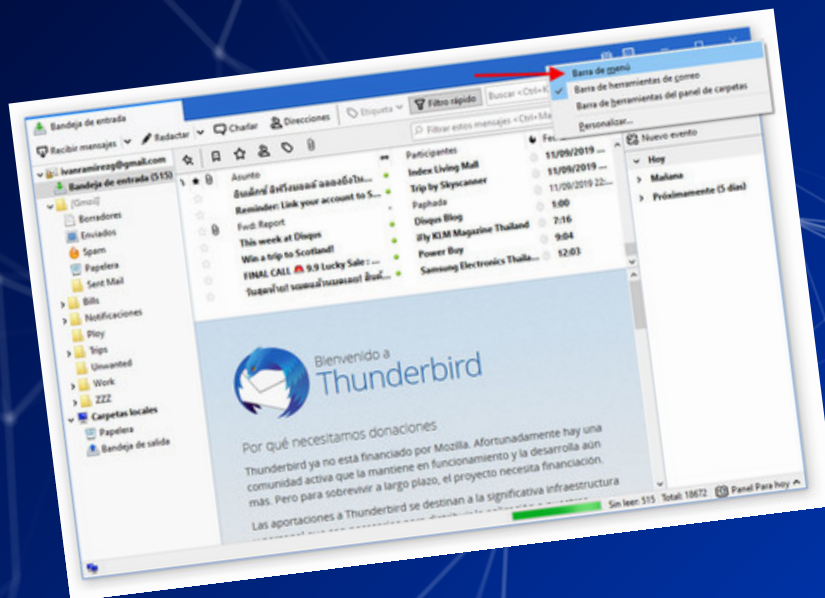 Bandeja de entrada
Barra de menú
Barra de herramientas de correo
Barra de herramientas del panel de carpetas
Personalizar...
Recibir mensajes
Redactar
Charlar
Direcciones
Etiqueta
Filtro rápido
Buscar <Ctrl+K
Filtrar estos mensajes <Ctrl+Ma
ivanramirezg@gmail.com
Bandeja de entrada (515)
[Gmail]
Borradores
Enviados
Spam
Papelera
Sent Mail
Bills
Notificaciones
Ploy
Trips
Unwanted
Work
ZZZ
Carpetas locales
Papelera
Bandeja de salida
Asunto
Participantes
Fec
Index Living Mall
11/09/2019 ...
Reminder: Link your account to S...
Trip by Skyscanner
11/09/2019 ...
Fwd: Report
Paphada
11/09/2019 22:...
This week at Disqus
Disqus Blog
1:00
Win a trip to Scotland!
iFly KLM Magazine Thailand
7:16
FINAL CALL 🚨 9.9 Lucky Sale : ...
Power Buy
9:04
Samsung Electronics Thaila...
12:03
Nuevo evento
Hoy
Mañana
Próximamente (5 días)
Bienvenido a
Thunderbird
Por qué necesitamos donaciones
Thunderbird ya no está financiado por Mozilla. Afortunadamente hay una
comunidad activa que la mantiene en funcionamiento y la desarrolla aún
más. Pero para sobrevivir a largo plazo, el proyecto necesita financiación.
Las aportaciones a Thunderbird se destinan a la significativa infraestructura
Sin leer: 515
Total: 18672
Panel Para hoy